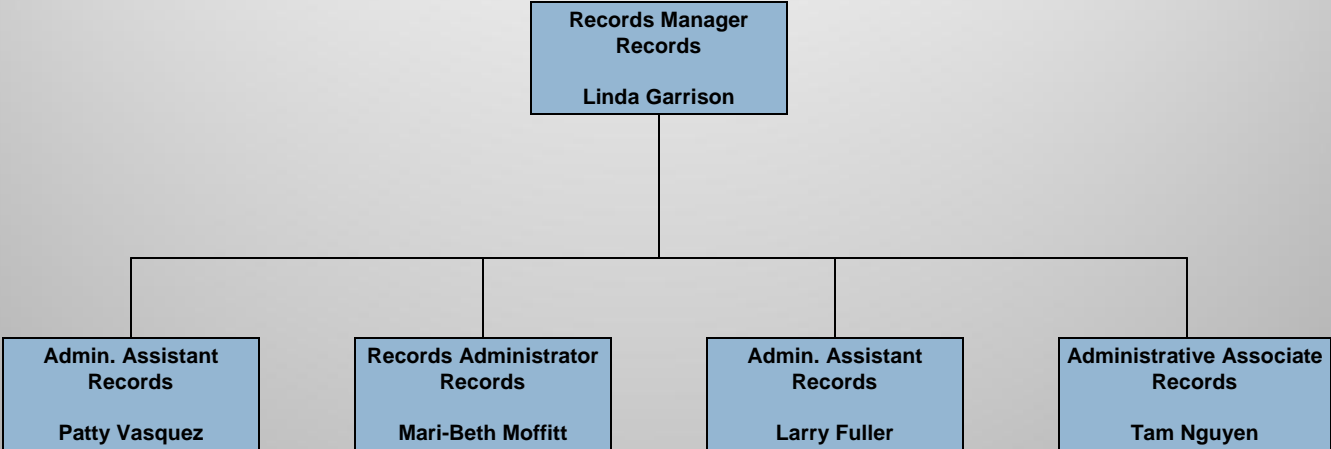 Records Manager
Records
Linda Garrison
Admin. Assistant
Records
Patty Vasquez
Records Administrator
Records
Mari-Beth Moffitt
Admin. Assistant
Records
Larry Fuller
Administrative Associate
Records
Tam Nguyen